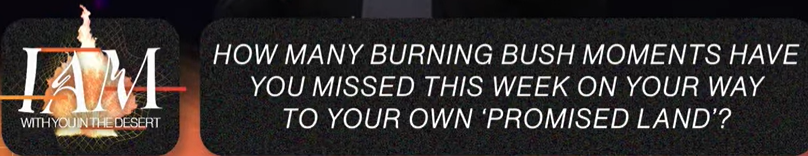 I AM
WITH YOU IN THE DESERT
HOW MANY BURNING BUSH MOMENTS HAVE
YOU MISSED THIS WEEK ON YOUR WAY
TO YOUR OWN ‘PROMISED LAND’?